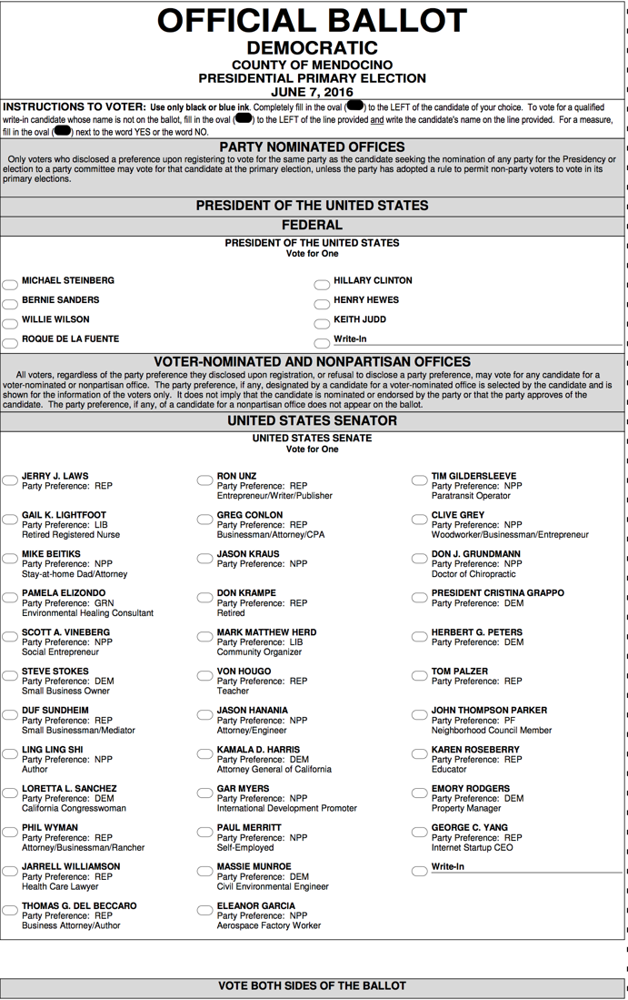 OFFICIAL BALLOT
DEMOCRATIC
COUNTY OF MENDOCINO
PRESIDENTIAL PRIMARY ELECTION
JUNE 7, 2016
INSTRUCTIONS TO VOTER: Use only black or blue ink. Completely fill in the oval ( ) to the LEFT of the candidate of your choice. To vote for a qualified
write-in candidate whose name is not on the ballot, fill in the oval ( ) to the LEFT of the line provided and write the candidate's name on the line provided. For a measure,
fill in the oval ( ) next to the word YES or the word NO.
PARTY NOMINATED OFFICES
Only voters who disclosed a preference upon registering to vote for the same party as the candidate seeking the nomination of any party for the Presidency or
election to a party committee may vote for that candidate at the primary election, unless the party has adopted a rule to permit non-party voters to vote in its
primary elections.
PRESIDENT OF THE UNITED STATES
FEDERAL
PRESIDENT OF THE UNITED STATES
Vote for One
MICHAEL STEINBERG
BERNIE SANDERS
WILLIE WILSON
ROQUE DE LA FUENTE
HILLARY CLINTON
HENRY HEWES
KEITH JUDD
Write-In
VOTER-NOMINATED AND NONPARTISAN OFFICES
All voters, regardless of the party preference they disclosed upon registration, or refusal to disclose a party preference, may vote for any candidate for a
voter-nominated or nonpartisan office. The party preference, if any, designated by a candidate for a voter-nominated office is selected by the candidate and is
shown for the information of the voters only. It does not imply that the candidate is nominated or endorsed by the party or that the party approves of the
candidate. The party preference, if any, of a candidate for a nonpartisan office does not appear on the ballot.
UNITED STATES SENATOR
UNITED STATES SENATE
Vote for One
JERRY J. LAWS
Party Preference: REP
GAIL K. LIGHTFOOT
Party Preference: LIB
Retired Registered Nurse
MIKE BEITIKS
Party Preference: NPP
Stay-at-home Dad/Attorney
PAMELA ELIZONDO
Party Preference: GRN
Environmental Healing Consultant
SCOTT A. VINEBERG
Party Preference: NPP
Social Entrepreneur
STEVE STOKES
Party Preference: DEM
Small Business Owner
DUF SUNDHEIM
Party Preference: REP
Small Businessman/Mediator
LING LING SHI
Party Preference: NPP
Author
LORETTA L. SANCHEZ
Party Preference: DEM
California Congresswoman
PHIL WYMAN
Party Preference: REP
Attorney/Businessman/Rancher
JARRELL WILLIAMSON
Party Preference: REP
Health Care Lawyer
THOMAS G. DEL BECCARO
Party Preference: REP
Business Attorney/Author
RON UNZ
Party Preference: REP
Entrepreneur/Writer/Publisher
GREG CONLON
Party Preference: REP
Businessman/Attorney/CPA
JASON KRAUS
Party Preference: NPP
DON KRAMPE
Party Preference: REP
Retired
MARK MATTHEW HERD
Party Preference: LIB
Community Organizer
VON HOUGO
Party Preference: REP
Teacher
JASON HANANIA
Party Preference: NPP
Attorney/Engineer
KAMALA D. HARRIS
Party Preference: DEM
Attorney General of California
GAR MYERS
Party Preference: NPP
International Development Promoter
PAUL MERRITT
Party Preference: NPP
Self-Employed
MASSIE MUNROE
Party Preference: DEM
Civil Environmental Engineer
ELEANOR GARCIA
Party Preference: NPP
Aerospace Factory Worker
TIM GILDERSLEEVE
Party Preference: NPP
Paratransit Operator
CLIVE GREY
Party Preference: NPP
Woodworker/Businessman/Entrepreneur
DON J. GRUNDMANN
Party Preference: NPP
Doctor of Chiropractic
PRESIDENT CRISTINA GRAPPO
Party Preference: DEM
HERBERT G. PETERS
Party Preference: DEM
TOM PALZER
Party Preference: REP
JOHN THOMPSON PARKER
Party Preference: PF
Neighborhood Council Member
KAREN ROSEBERRY
Party Preference: REP
Educator
EMORY RODGERS
Party Preference: DEM
Property Manager
GEORGE C. YANG
Party Preference: REP
Internet Startup CEO
Write-In
VOTE BOTH SIDES OF THE BALLOT